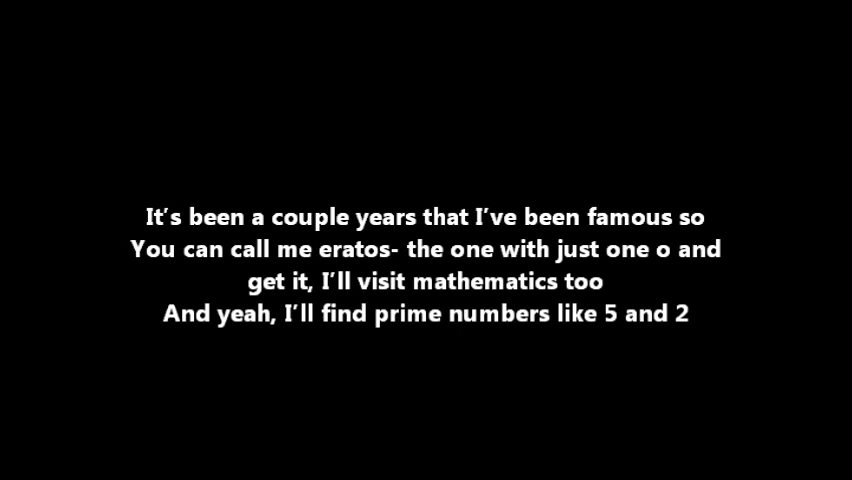 It's been a couple years that I've been famous so
You can call me eratos- the one with just one o and
get it, I'll visit mathematics too
And yeah, I'll find prime numbers like 5 and 2